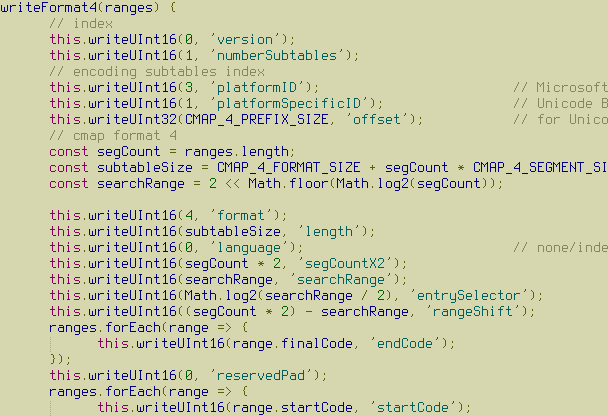 writeFormat4(ranges) {
// index
this.writeUInt16(0, 'version');
this.writeUInt16(1, 'numberSubtables');
// encoding subtables index
this.writeUInt16(3, 'platformID'); // Microsoft
this.writeUInt16(1, 'platformSpecificID'); // Unicode B
this.writeUInt32(CMAP_4_PREFIX_SIZE, 'offset'); // for Unico
// cmap format 4
const segCount = ranges.length;
const subtableSize = CMAP_4_FORMAT_SIZE + segCount * CMAP_4_SEGMENT_SI
const searchRange = 2 << Math.floor(Math.log2(segCount));
this.writeUInt16(4, 'format');
this.writeUInt16(subtableSize, 'length');
this.writeUInt16(0, 'language'); // none/inde
this.writeUInt16(segCount * 2, 'segCountX2');
this.writeUInt16(searchRange, 'searchRange');
this.writeUInt16(Math.log2(searchRange / 2), 'entrySelector');
this.writeUInt16((segCount * 2) - searchRange, 'rangeShift');
ranges.forEach(range => {
this.writeUInt16(range.finalCode, 'endCode');
});
this.writeUInt16(0, 'reservedPad');
ranges.forEach(range => {
this.writeUInt16(range.startCode, 'startCode');